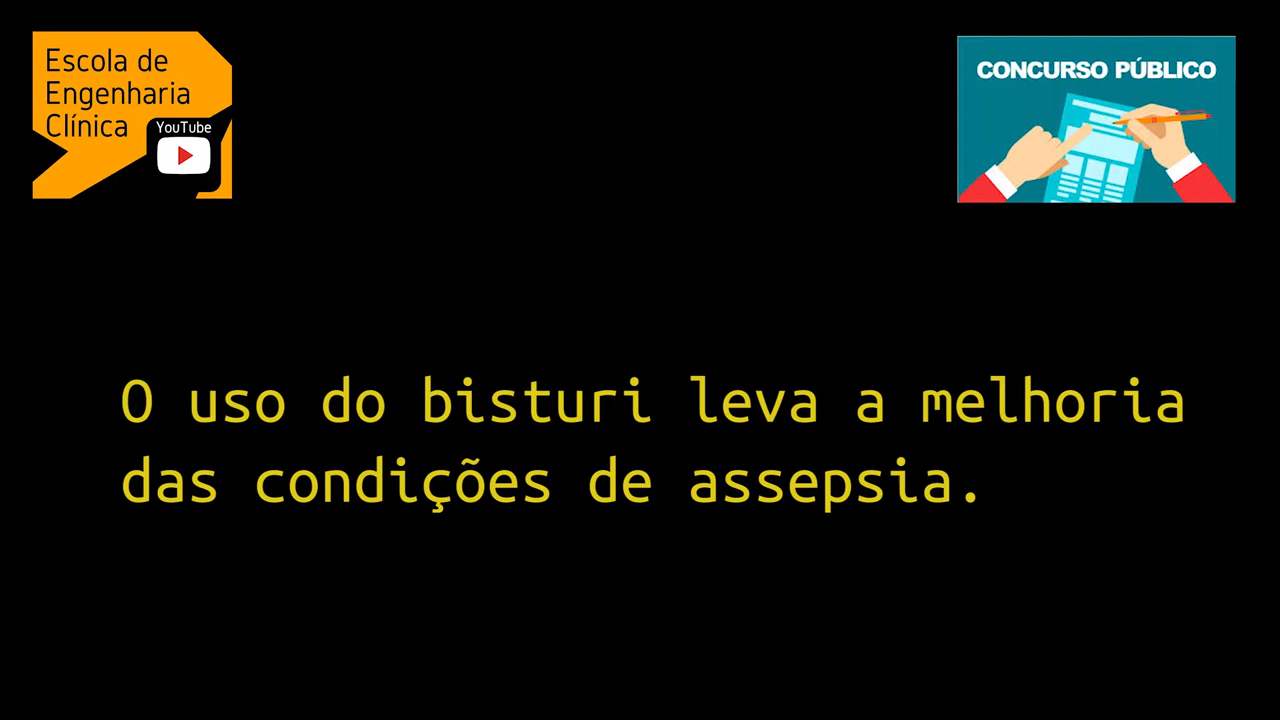 Escola de
Engenharia
Clínica
YouTube
CONCURSO PÚBLICO
O uso do bisturi leva a melhoria
das condições de assepsia.